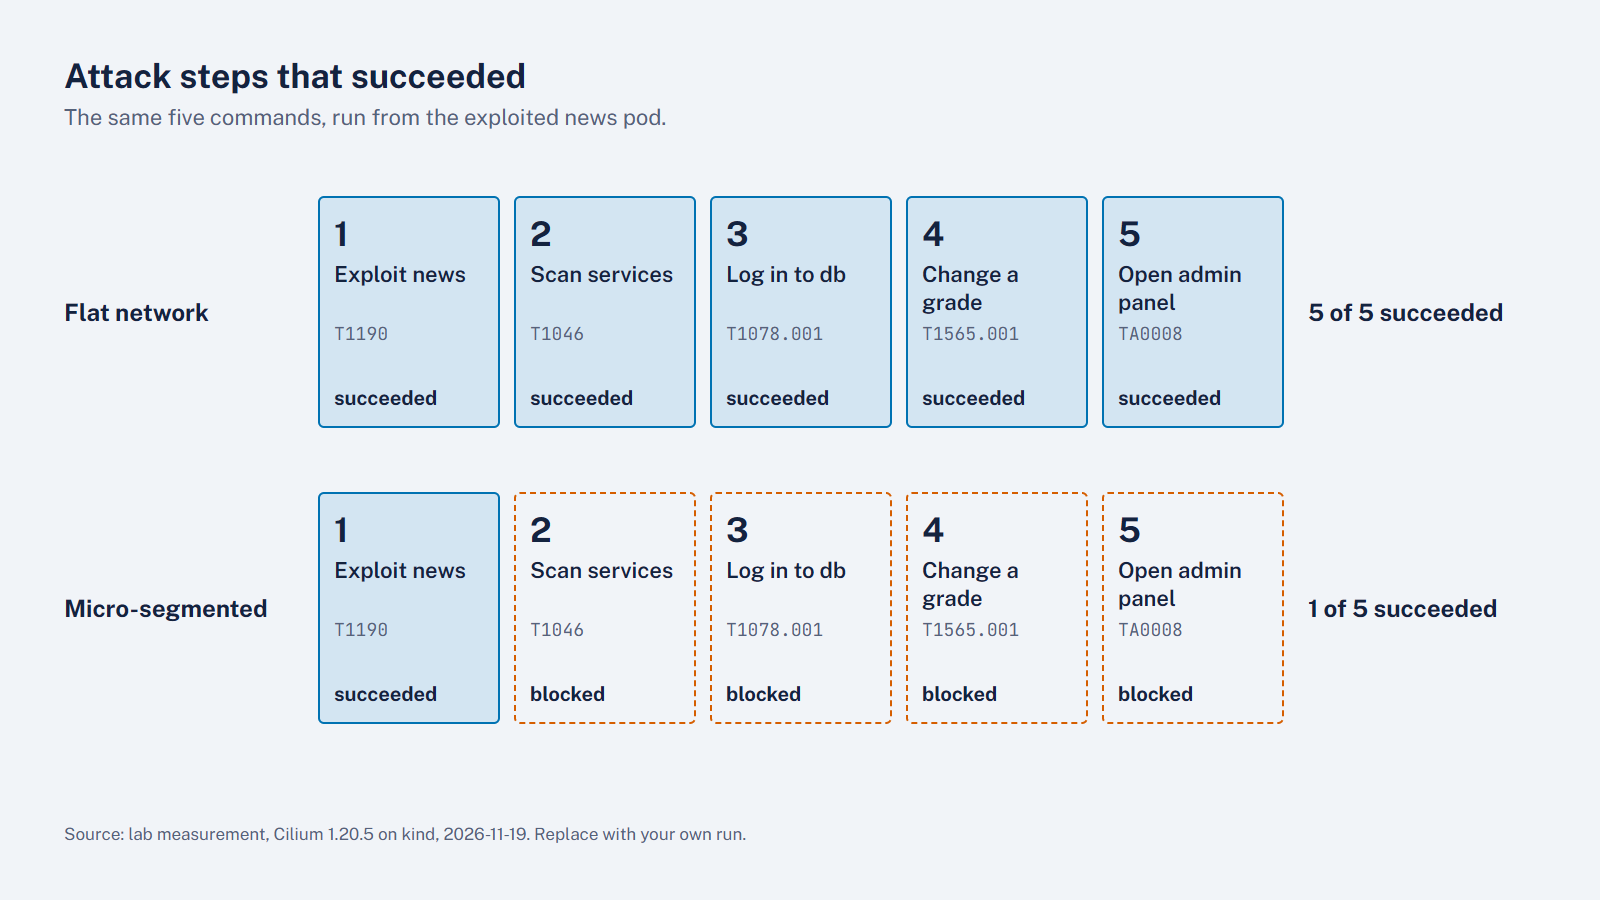 Attack steps that succeeded
The same five commands, run from the exploited news pod.
Flat network
1
Exploit news
T1190
succeeded
2
Scan services
T1046
succeeded
3
Log in to db
T1078.001
succeeded
4
Change a
grade
T1565.001
succeeded
5
Open admin
panel
TA0008
succeeded
5 of 5 succeeded
Micro-segmented
1
Exploit news
T1190
succeeded
2
Scan services
T1046
blocked
3
Log in to db
T1078.001
blocked
4
Change a
grade
T1565.001
blocked
5
Open admin
panel
TA0008
blocked
1 of 5 succeeded
Source: lab measurement, Cilium 1.20.5 on kind, 2026-11-19. Replace with your own run.